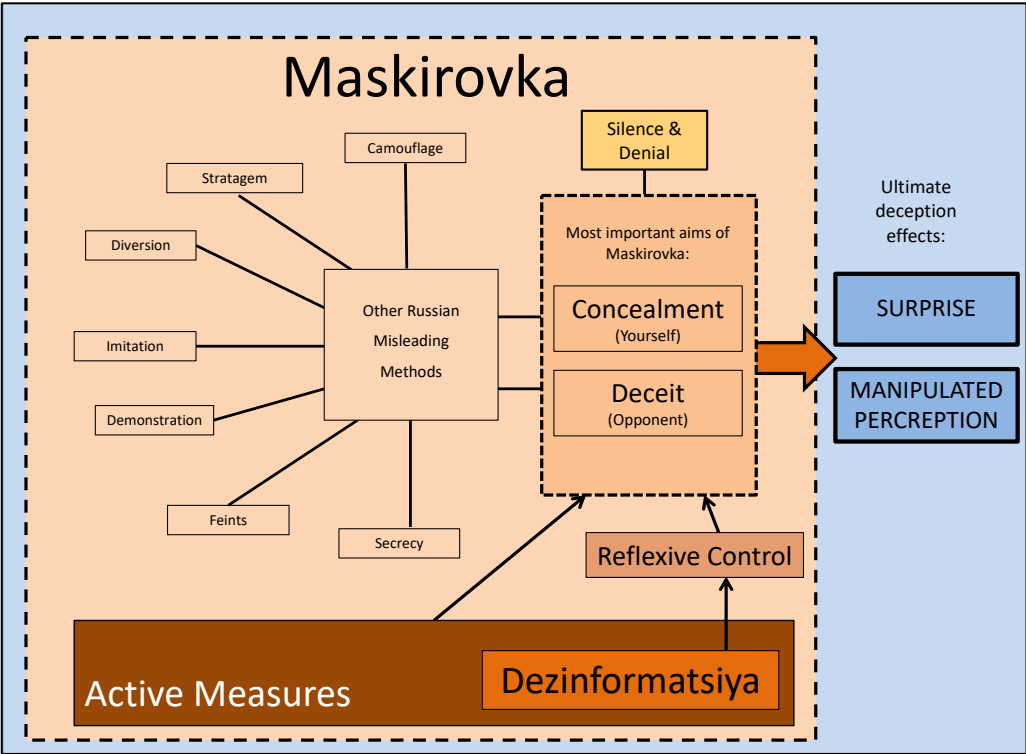 Maskirovka
Silence &
Denial
Camouflage
Stratagem
Diversion
Imitation
Demonstration
Feints
Secrecy
Other Russian
Misleading
Methods
Most important aims of
Maskirovka:
Concealment
(Yourself)
Deceit
(Opponent)
Reflexive Control
Active Measures
Dezinformatsiya
Ultimate
deception
effects:
SURPRISE
MANIPULATED
PERCREPTION